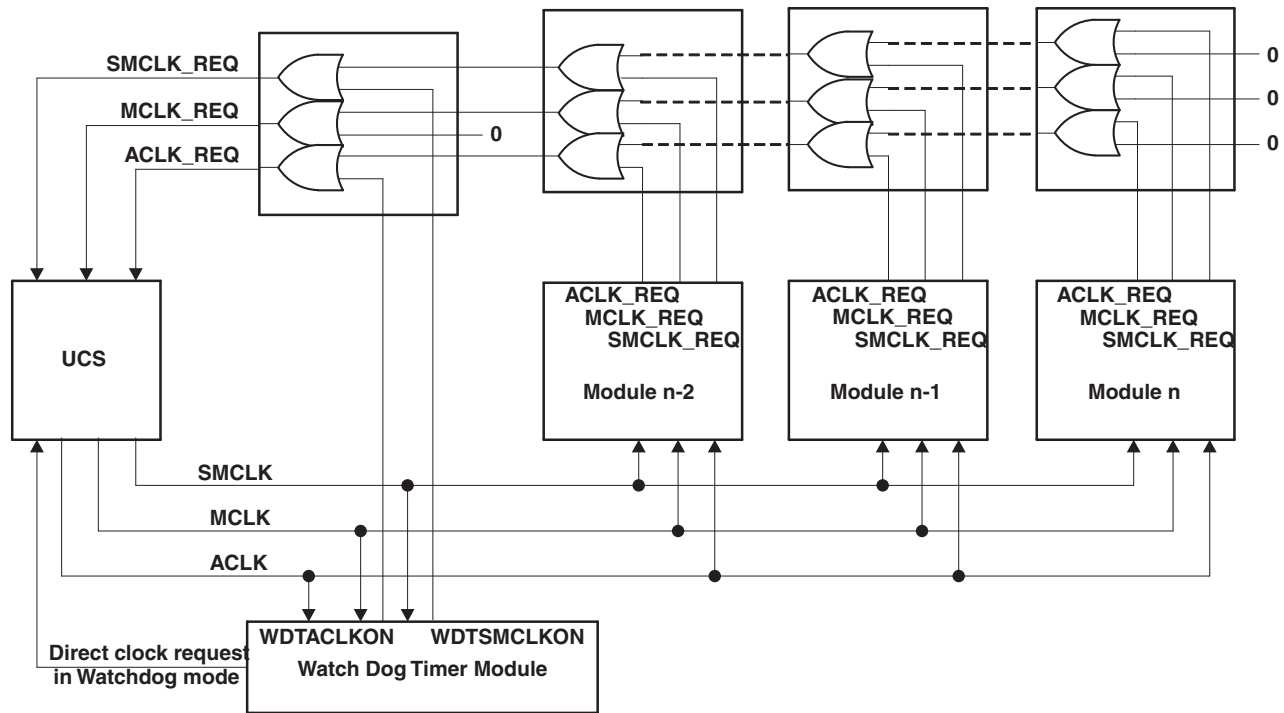 SMCLK_REQ
MCLK_REQ
ACLK_REQ
0
0
0
0
UCS
ACLK_REQ
MCLK_REQ
SMCLK_REQ
Module n-2
ACLK_REQ
MCLK_REQ
SMCLK_REQ
Module n-1
ACLK_REQ
MCLK_REQ
SMCLK_REQ
Module n
SMCLK
MCLK
ACLK
Direct clock request
in Watchdog mode
WDTACLKON
WDTSMCLKON
Watch Dog Timer Module